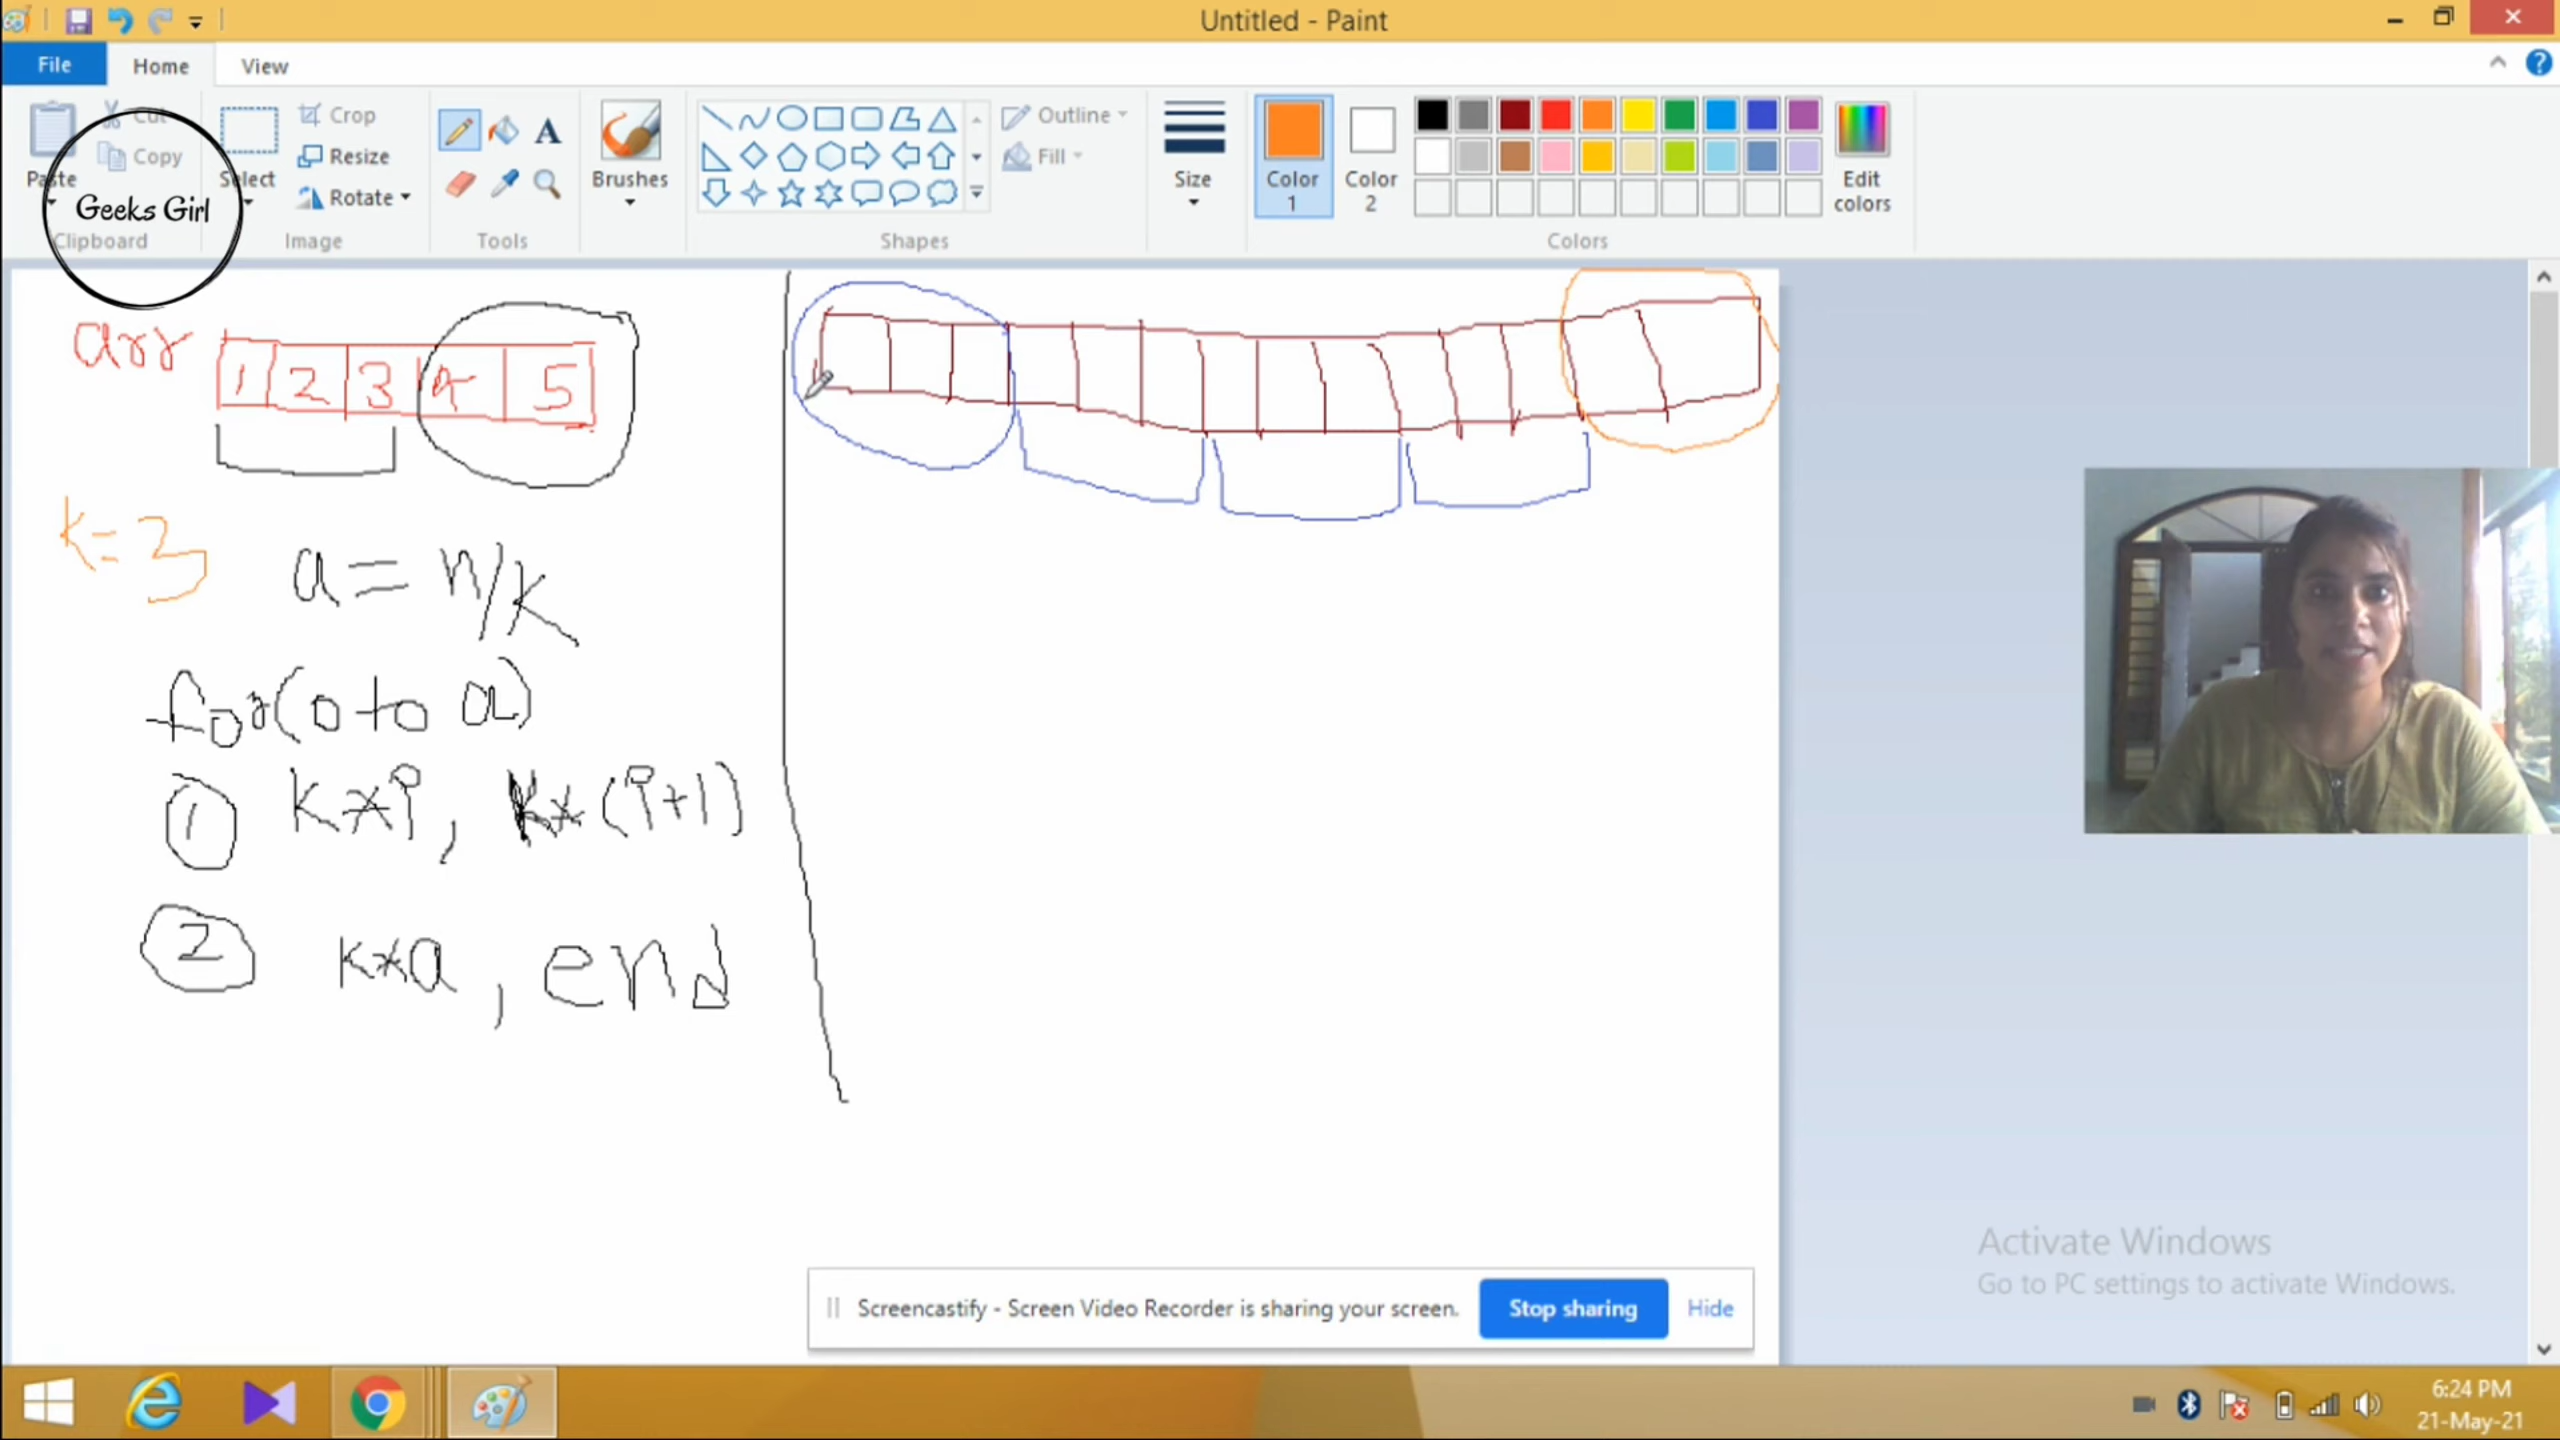 Untitled - Paint
File Home View
Cut
Copy
Paste
Clipboard
Geeks Girl
Crop
Resize
Rotate
Select
Image
Tools
Brushes
Shapes
Outline
Fill
Size
Color 1
Color 2
Edit colors
Colors
arr 1 2 3 4 5
k=3
a = n/k
for(0 to a)
1 k*i, k*(i+1)
2 k*a, end
Activate Windows
Go to PC settings to activate Windows.
Screencastify - Screen Video Recorder is sharing your screen. Stop sharing Hide
6:24 PM
21-May-21